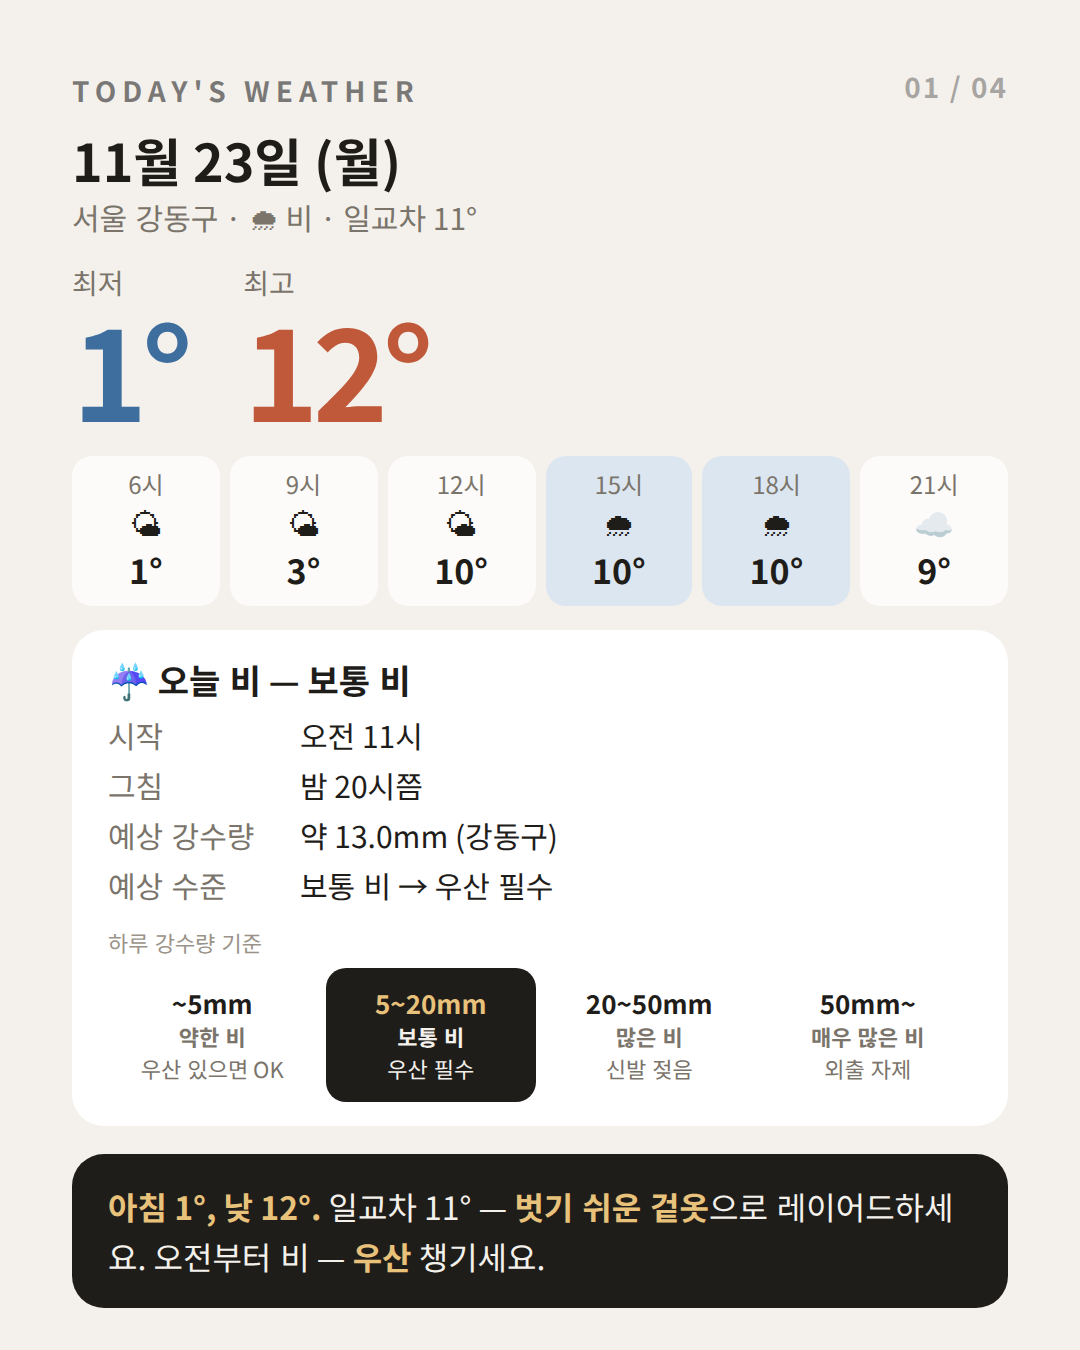 TODAY'S WEATHER
01 / 04
11월 23일 (월)
서울 강동구 · 🌧 비 · 일교차 11°
최저 최고
1° 12°
6시 9시 12시 15시 18시 21시
🌤 🌤 🌤 🌧 🌧 ☁️
1° 3° 10° 10° 10° 9°
☔ 오늘 비 — 보통 비
시작 오전 11시
그침 밤 20시쯤
예상 강수량 약 13.0mm (강동구)
예상 수준 보통 비 → 우산 필수
하루 강수량 기준
~5mm 5~20mm 20~50mm 50mm~
약한 비 보통 비 많은 비 매우 많은 비
우산 있으면 OK 우산 필수 신발 젖음 외출 자제
아침 1°, 낮 12°. 일교차 11° — 벗기 쉬운 겉옷으로 레이어드하세
요. 오전부터 비 — 우산 챙기세요.